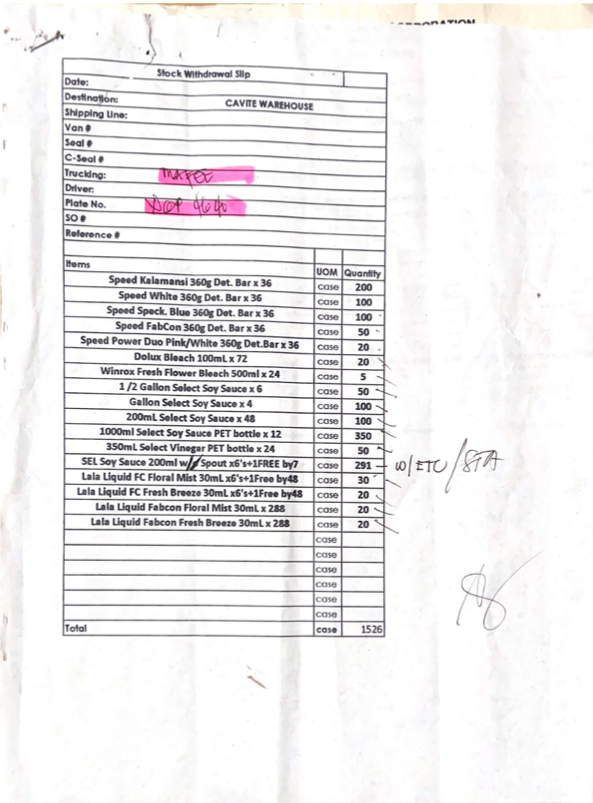 Stock Withdrawal Slip
Date:
Destination: CAVITE WAREHOUSE
Shipping Line:
Van #
Seal #
C-Seal #
Trucking:
Driver:
Plate No.
SO #
Reference #
Items UOM Quantity
Speed Kalamansi 360g Det. Bar x 36 case 200
Speed White 360g Det. Bar x 36 case 100
Speed Speck. Blue 360g Det. Bar x 36 case 100
Speed FabCon 360g Det. Bar x 36 case 50
Speed Power Duo Pink/White 360g Det.Bar x 36 case 20
Dolux Bleach 100mL x 72 case 20
Winrox Fresh Flower Bleach 500ml x 24 case 5
1 /2 Gallon Select Soy Sauce x 6 case 50
Gallon Select Soy Sauce x 4 case 100
200mL Select Soy Sauce x 48 case 100
1000ml Select Soy Sauce PET bottle x 12 case 350
350mL Select Vinegar PET bottle x 24 case 50
SEL Soy Sauce 200ml w/ Spout x6's+1FREE by7 case 291 - W/ETO/STA
Lala Liquid FC Floral Mist 30mL x6's+1Free by48 case 30
Lala Liquid FC Fresh Breeze 30mL x6's+1Free by48 case 20
Lala Liquid Fabcon Floral Mist 30mL x 288 case 20
Lala Liquid Fabcon Fresh Breeze 30mL x 288 case 20
case
case
case
case
case
case
Total case 1526